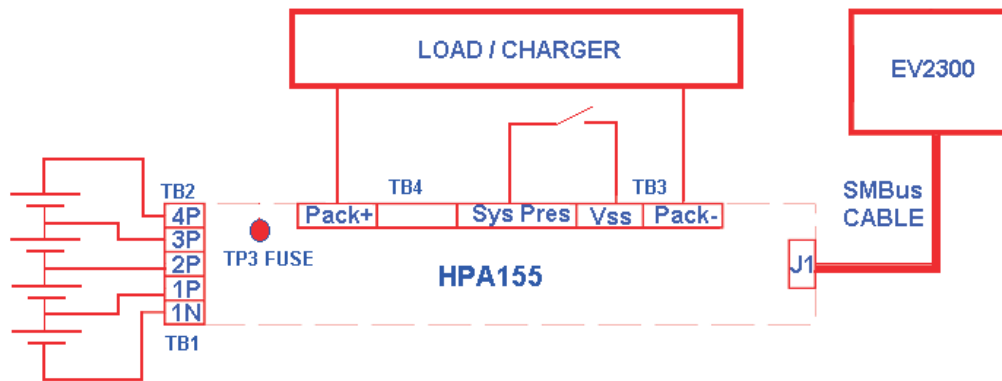 LOAD / CHARGER
EV2300
TB2
TB4
TB3
SMBus
CABLE
4P
3P
2P
1P
1N
Pack+
Sys Pres
Vss
Pack-
TP3 FUSE
HPA155
J1
TB1